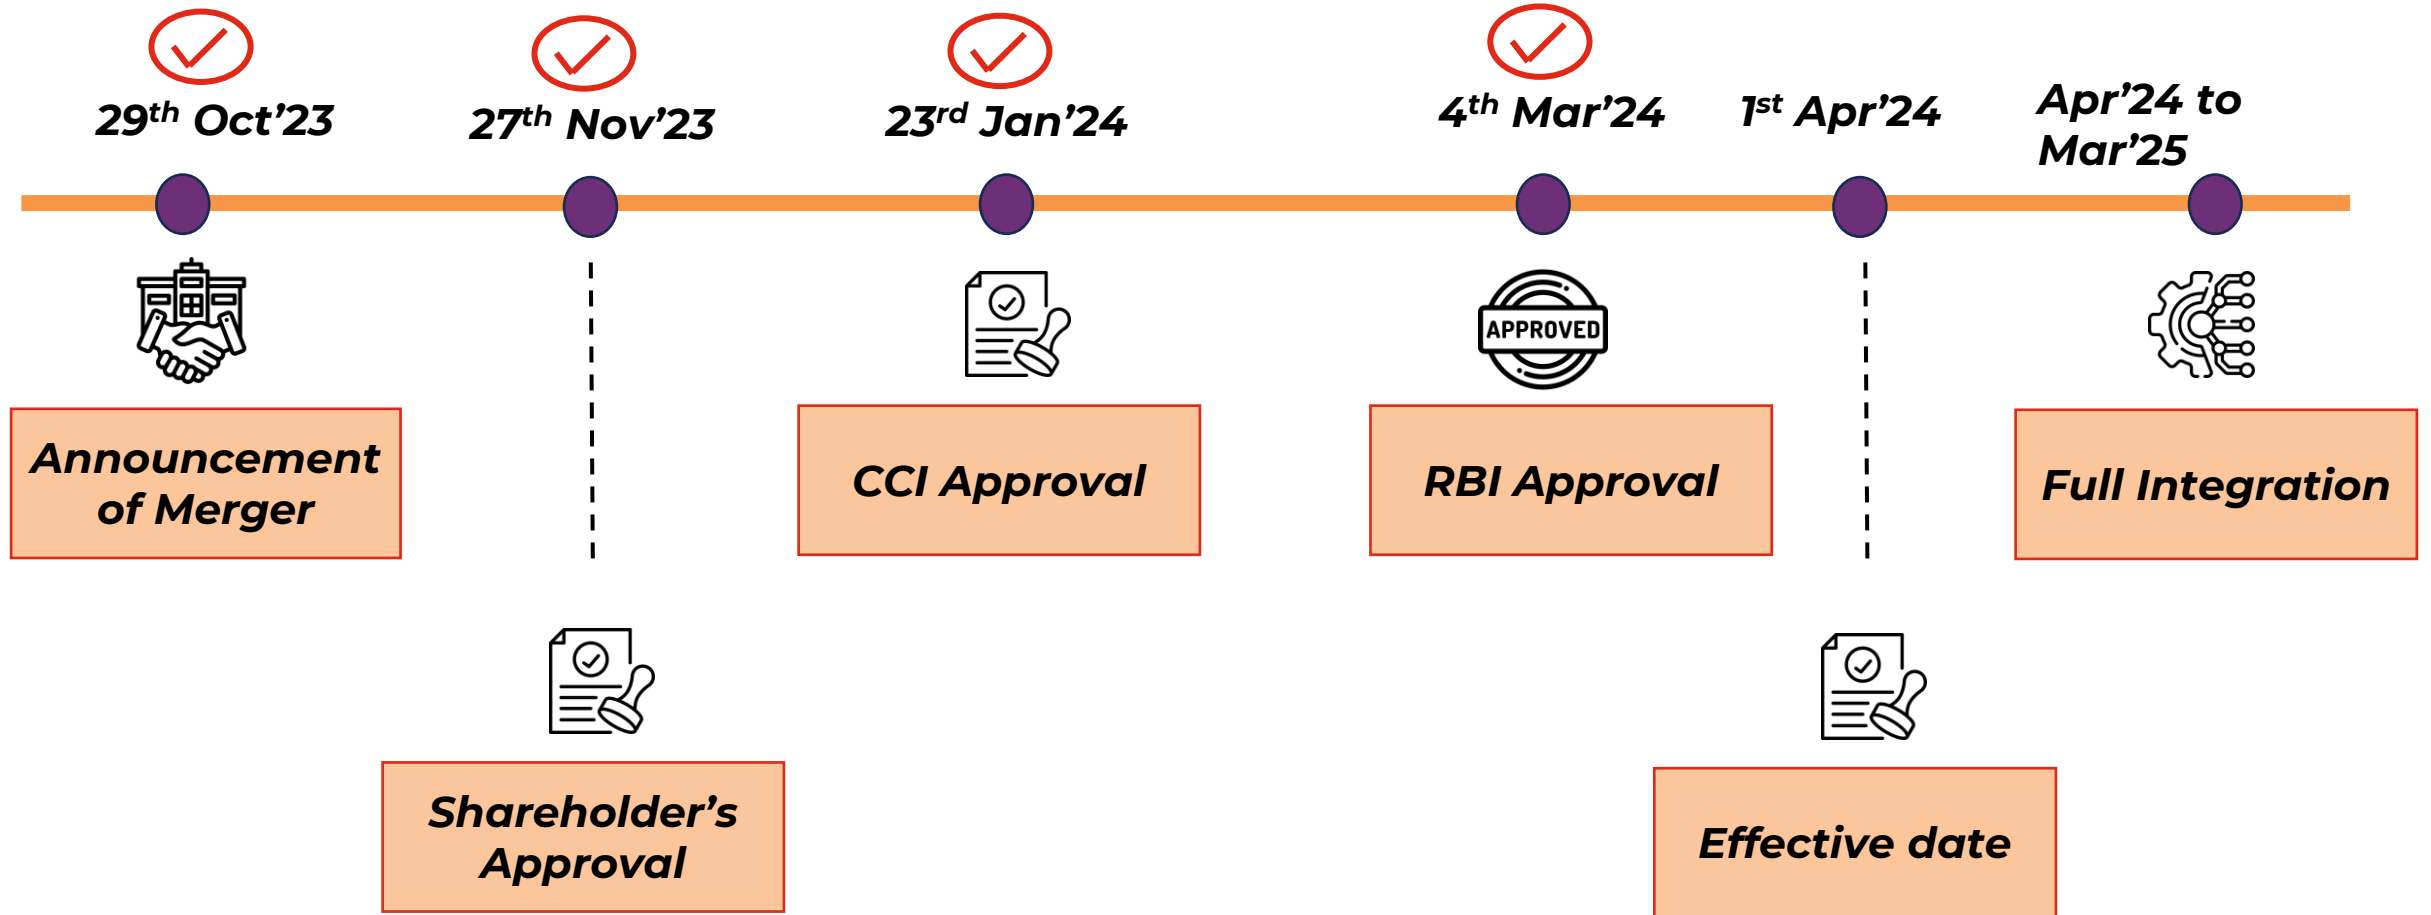 29th Oct’23
27th Nov’23
23rd Jan’24
4th Mar’24
1st Apr’24
Apr’24 to
Mar’25
APPROVED
Announcement
of Merger
CCI Approval
RBI Approval
Full Integration
Shareholder’s
Approval
Effective date